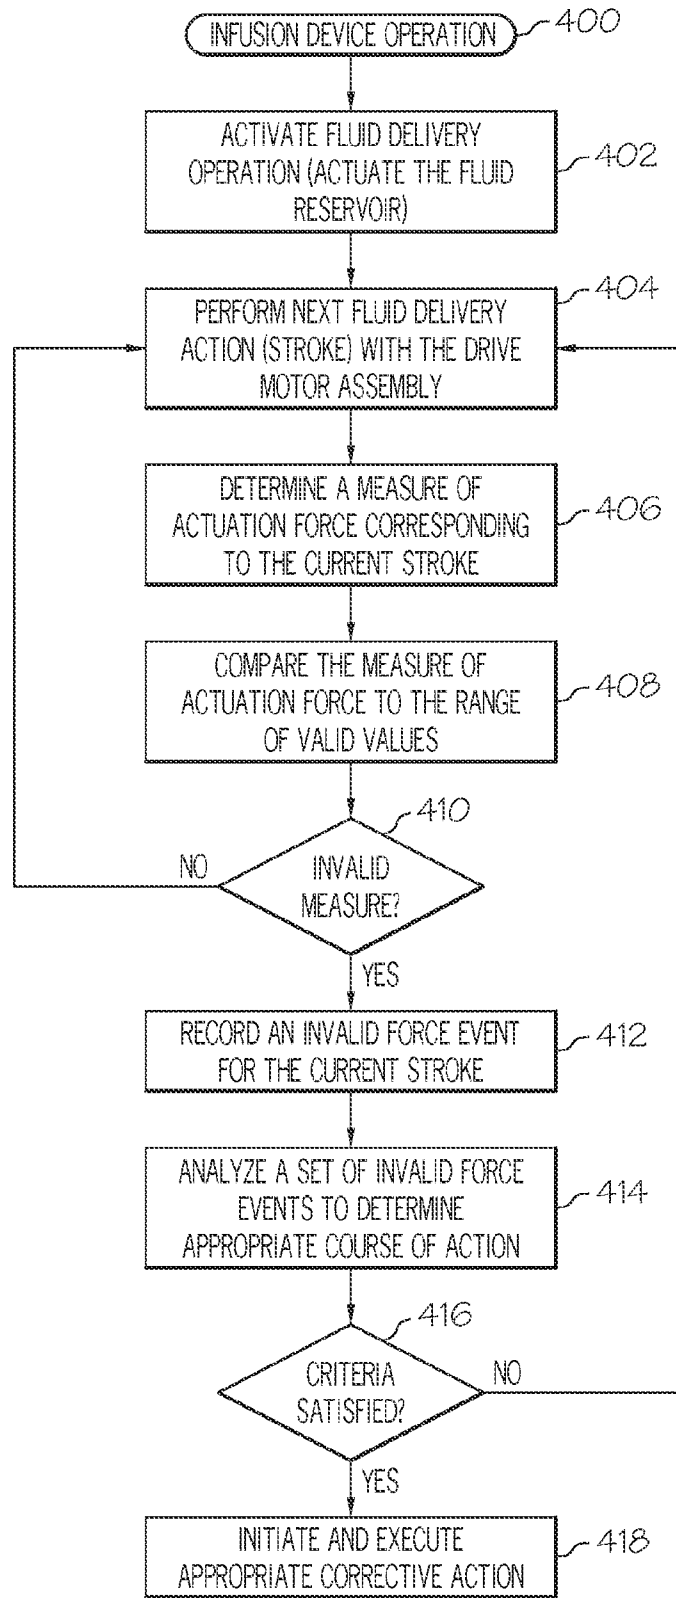 INFUSION DEVICE OPERATION
400
ACTIVATE FLUID DELIVERY
OPERATION (ACTUATE THE FLUID
RESERVOIR)
402
PERFORM NEXT FLUID DELIVERY
ACTION (STROKE) WITH THE DRIVE
MOTOR ASSEMBLY
404
DETERMINE A MEASURE OF
ACTUATION FORCE CORRESPONDING
TO THE CURRENT STROKE
406
COMPARE THE MEASURE OF
ACTUATION FORCE TO THE RANGE
OF VALID VALUES
408
410
NO
INVALID
MEASURE?
YES
RECORD AN INVALID FORCE EVENT
FOR THE CURRENT STROKE
412
ANALYZE A SET OF INVALID FORCE
EVENTS TO DETERMINE
APPROPRIATE COURSE OF ACTION
414
416
CRITERIA
SATISFIED?
NO
YES
INITIATE AND EXECUTE
APPROPRIATE CORRECTIVE ACTION
418